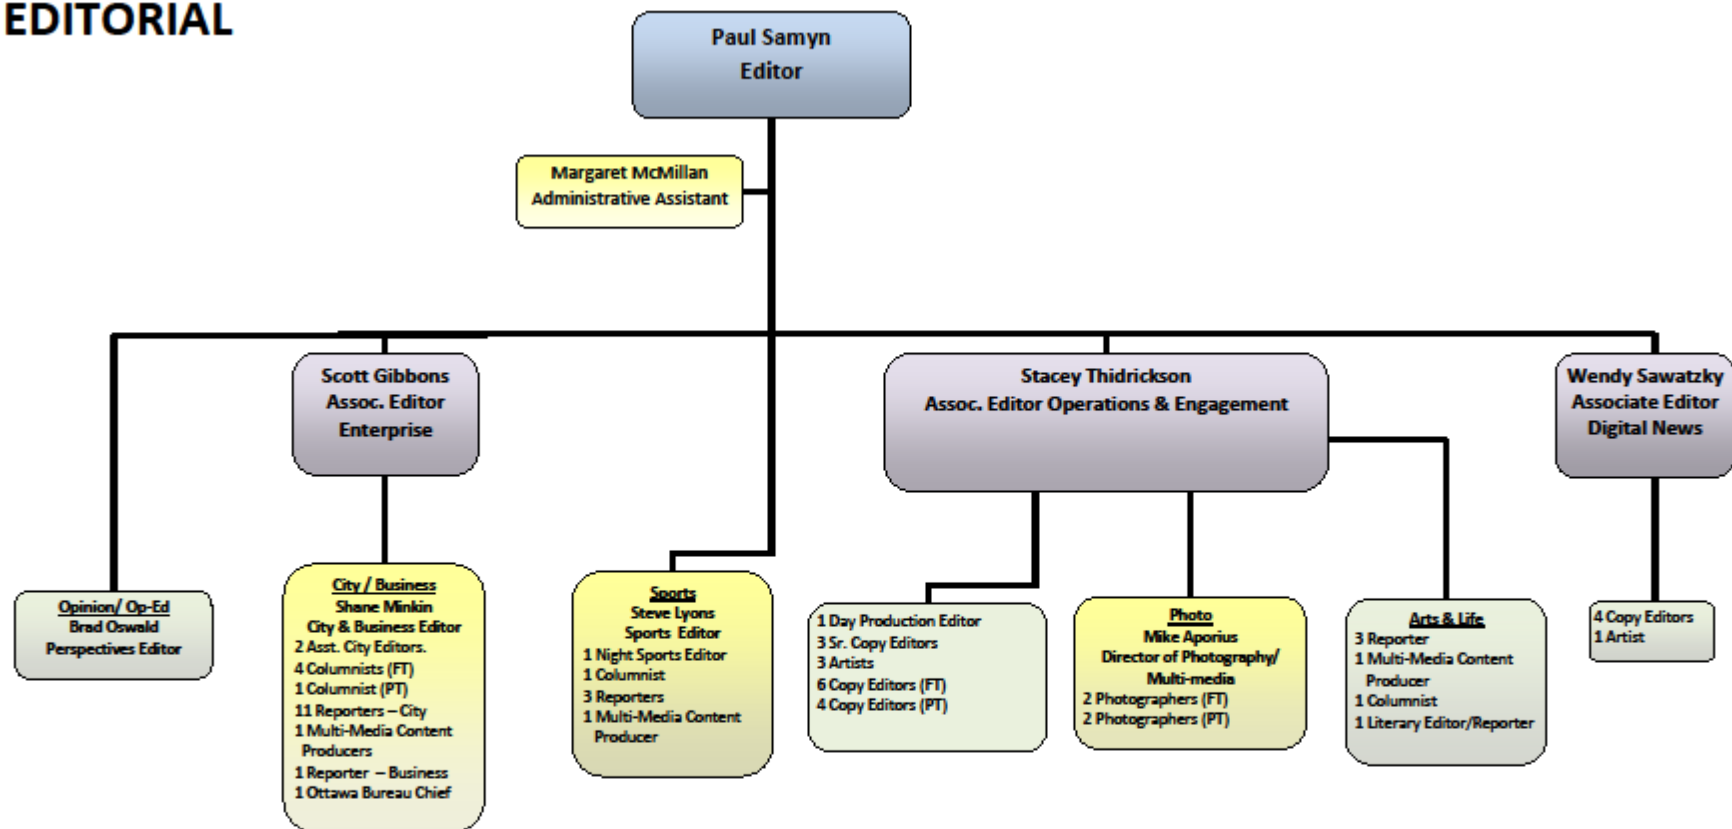 EDITORIAL
Paul Samyn
Editor
Margaret McMillan
Administrative Assistant
Scott Gibbons
Assoc. Editor
Enterprise
Stacey Thidrickson
Assoc. Editor Operations & Engagement
Wendy Sawatzky
Associate Editor
Digital News
Opinion/ Op-Ed
Brad Oswald
Perspectives Editor
City / Business
Shane Minkin
City & Business Editor
2 Asst. City Editors.
4 Columnists (FT)
1 Columnist (PT)
11 Reporters – City
1 Multi-Media Content
Producers
1 Reporter – Business
1 Ottawa Bureau Chief
Sports
Steve Lyons
Sports Editor
1 Night Sports Editor
1 Columnist
3 Reporters
1 Multi-Media Content
Producer
1 Day Production Editor
3 Sr. Copy Editors
3 Artists
6 Copy Editors (FT)
4 Copy Editors (PT)
Photo
Mike Aporius
Director of Photography/
Multi-media
2 Photographers (FT)
2 Photographers (PT)
Arts & Life
3 Reporter
1 Multi-Media Content
Producer
1 Columnist
1 Literary Editor/Reporter
4 Copy Editors
1 Artist